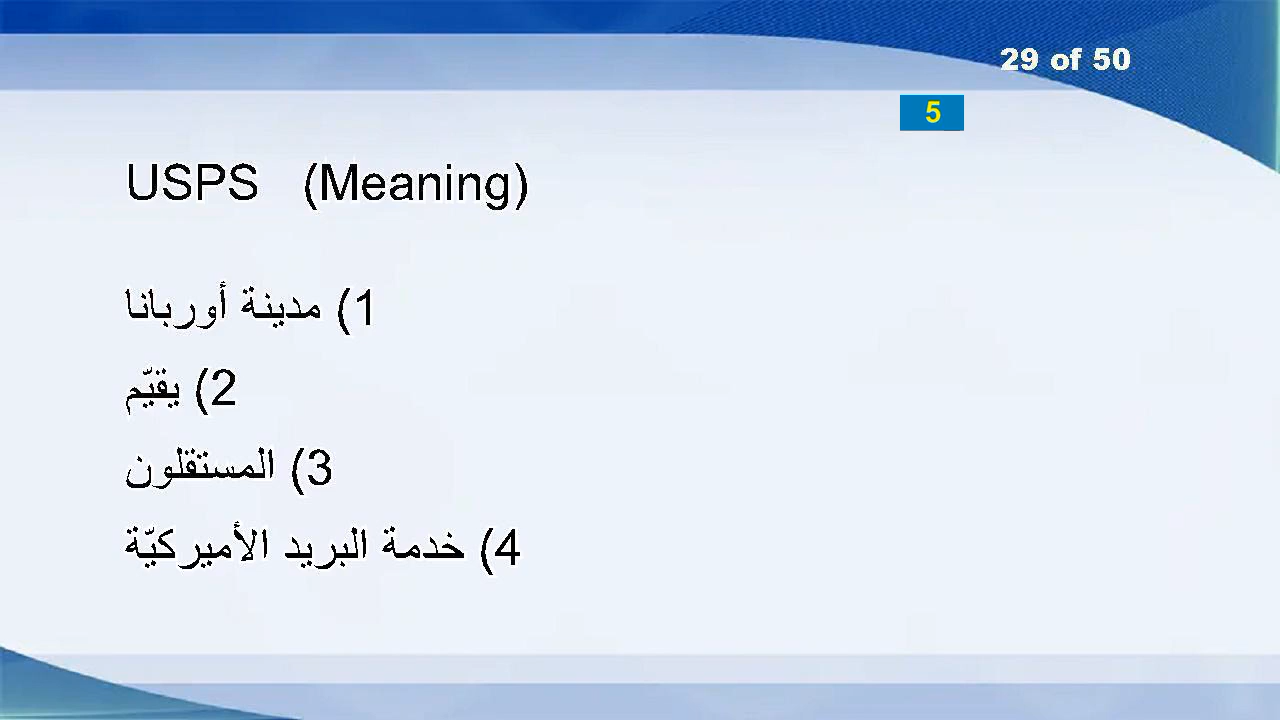 29 of 50
5
USPS (Meaning)
1) مدينة أوربانا
2) يقيّم
3) المستقلون
4) خدمة البريد الأميركيّة